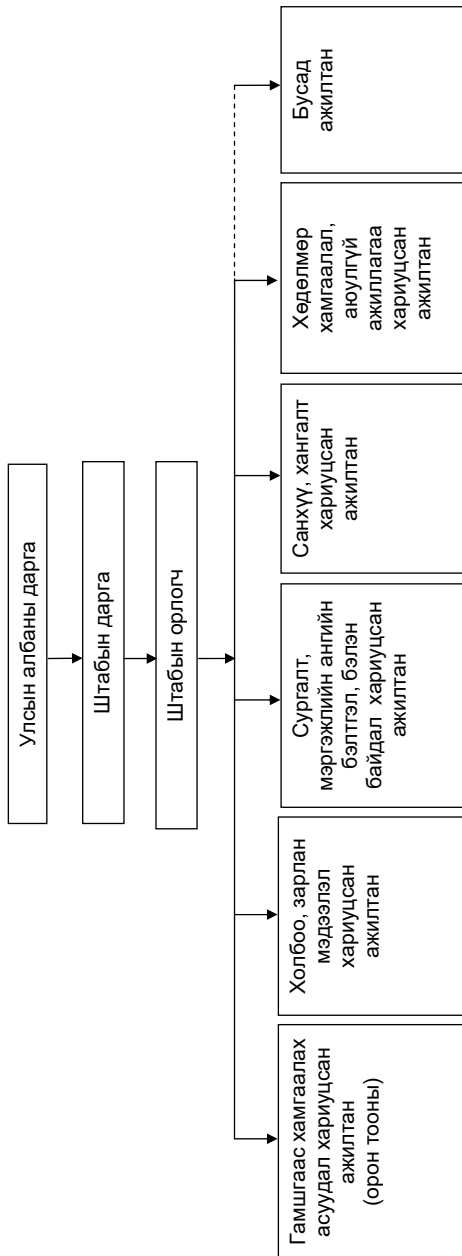 Улсын албаны дарга
Штабын дарга
Штабын орлогч
Гамшгаас хамгаалах
асуудал хариуцсан
ажилтан
(орон тооны)
Холбоо, зарлан
мэдээлэл
хариуцсан
ажилтан
Сургалт,
мэргэжлийн ангийн
бэлтгэл, бэлэн
байдал хариуцсан
ажилтан
Санхүү, хангалт
хариуцсан
ажилтан
Хөдөлмөр
хамгаалал,
аюулгүй
ажиллагаа
хариуцсан
ажилтан
Бусад
ажилтан